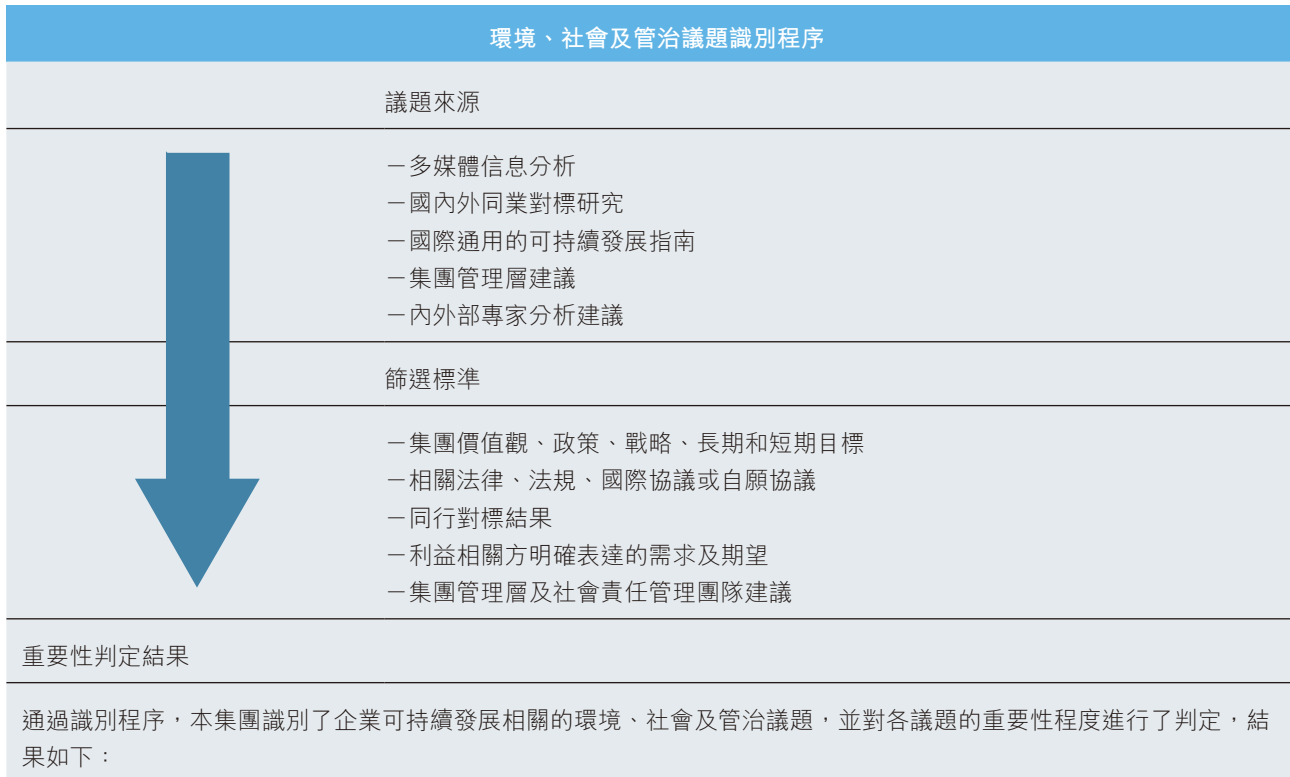 環境、社會及管治議題識別程序
議題來源
－多媒體信息分析
－國內外同業對標研究
－國際通用的可持續發展指南
－集團管理層建議
－內外部專家分析建議
篩選標準
－集團價值觀、政策、戰略、長期和短期目標
－相關法律、法規、國際協議或自願協議
－同行對標結果
－利益相關方明確表達的需求及期望
－集團管理層及社會責任管理團隊建議
重要性判定結果
通過識別程序，本集團識別了企業可持續發展相關的環境、社會及管治議題，並對各議題的重要性程度進行了判定，結
果如下：